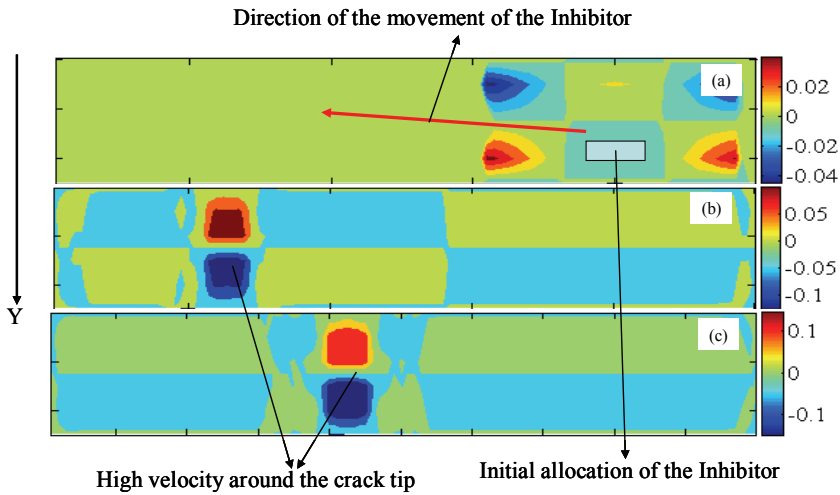 Direction of the movement of the Inhibitor
(a)
0.02
0
-0.02
-0.04
(b)
0.05
0
-0.05
-0.1
Y
(c)
0.1
0
-0.1
High velocity around the crack tip
Initial allocation of the Inhibitor